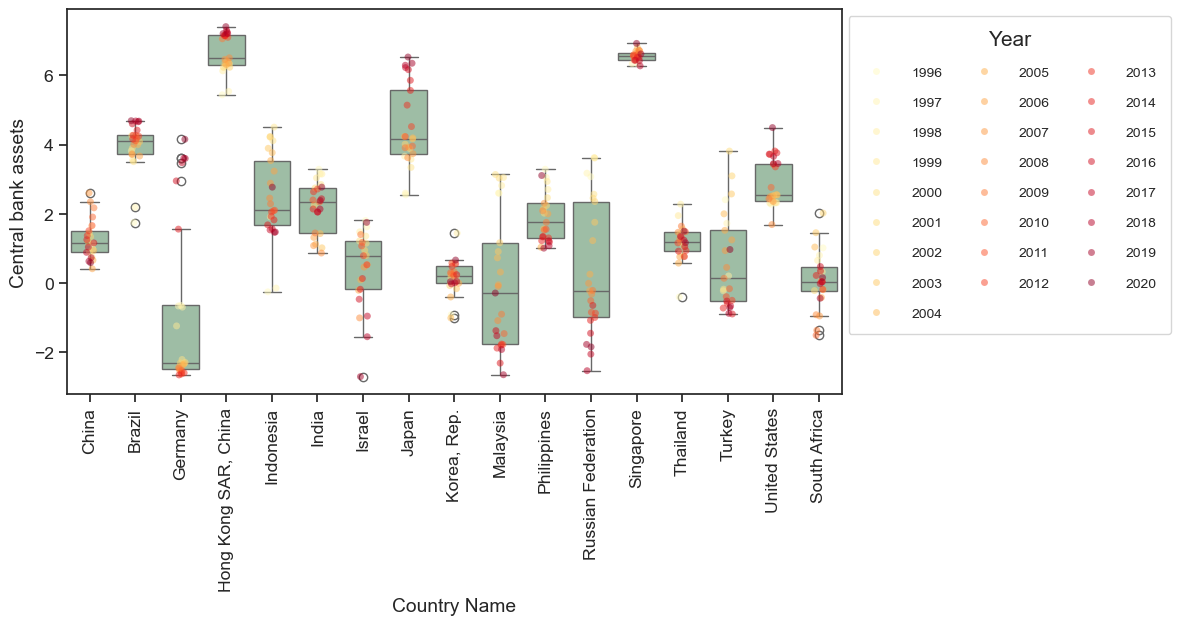 Central bank assets
6
4
2
0
−2
China
Brazil
Germany
Hong Kong SAR, China
Indonesia
India
Israel
Japan
Korea, Rep.
Malaysia
Philippines
Russian Federation
Singapore
Thailand
Turkey
United States
South Africa
Country Name
Year
1996 2005 2013
1997 2006 2014
1998 2007 2015
1999 2008 2016
2000 2009 2017
2001 2010 2018
2002 2011 2019
2003 2012 2020
2004